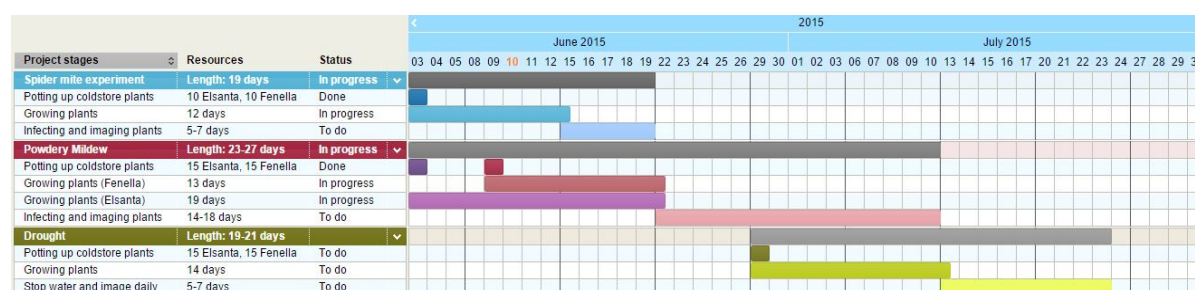 2015
June 2015 July 2015
Project stages Resources Status 03 04 05 08 09 10 11 12 15 16 17 18 19 22 23 24 25 26 29 30 01 02 03 06 07 08 09 10 13 14 15 16 17 20 21 22 23 24 27 28 29
Spider mite experiment Length: 19 days In progress
Potting up coldstore plants 10 Elsanta, 10 Fenella Done
Growing plants 12 days In progress
Infecting and imaging plants 5-7 days To do
Powdery Mildew Length: 23-27 days In progress
Potting up coldstore plants 15 Elsanta, 15 Fenella Done
Growing plants (Fenella) 13 days In progress
Growing plants (Elsanta) 19 days In progress
Infecting and imaging plants 14-18 days To do
Drought Length: 19-21 days
Potting up coldstore plants 15 Elsanta, 15 Fenella To do
Growing plants 14 days To do
Stop water and image daily 5-7 days To do